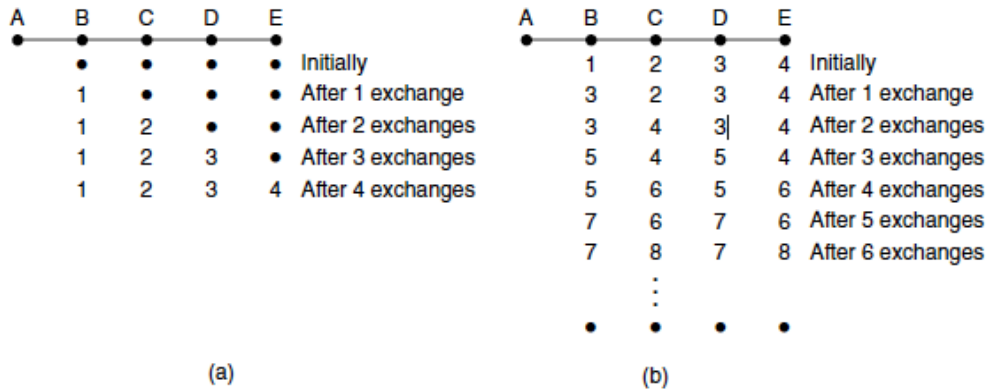 A B C D E
• • • • Initially
1 • • • After 1 exchange
1 2 • • After 2 exchanges
1 2 3 • After 3 exchanges
1 2 3 4 After 4 exchanges
(a)
A B C D E
1 2 3 4 Initially
3 2 3 4 After 1 exchange
3 4 3 4 After 2 exchanges
5 4 5 4 After 3 exchanges
5 6 5 6 After 4 exchanges
7 6 7 6 After 5 exchanges
7 8 7 8 After 6 exchanges
⋮
• • • •
(b)